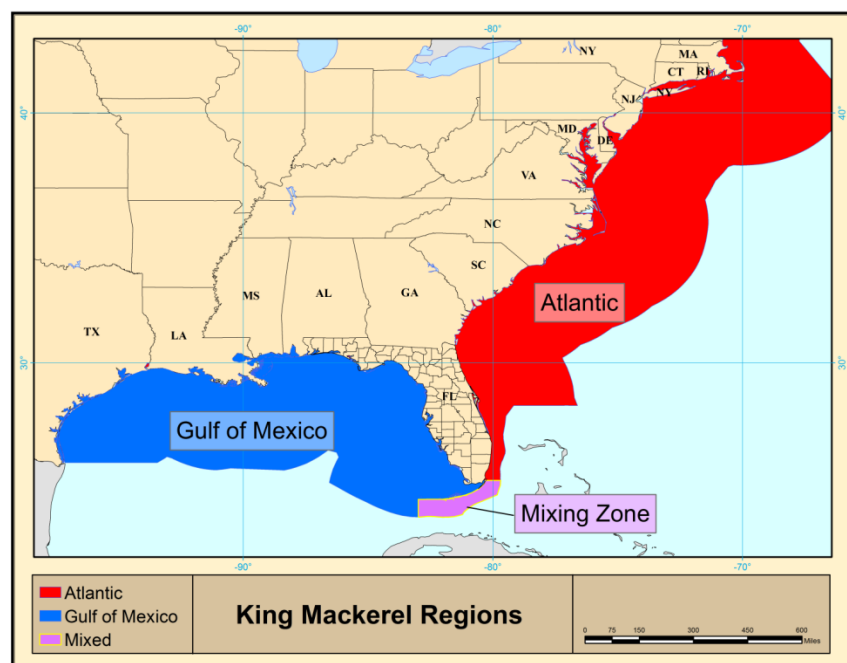 -90°
-80°
-70°
NY
MA
CT
RI
NY
NJ
40°
40°
MD
DE
VA
NC
SC
MS
AL
GA
Atlantic
TX
LA
30°
30°
FL
Gulf of Mexico
Mixing Zone
-90°
-80°
-70°
Atlantic
Gulf of Mexico
Mixed
King Mackerel Regions
0 75 150 300 450 600
Miles